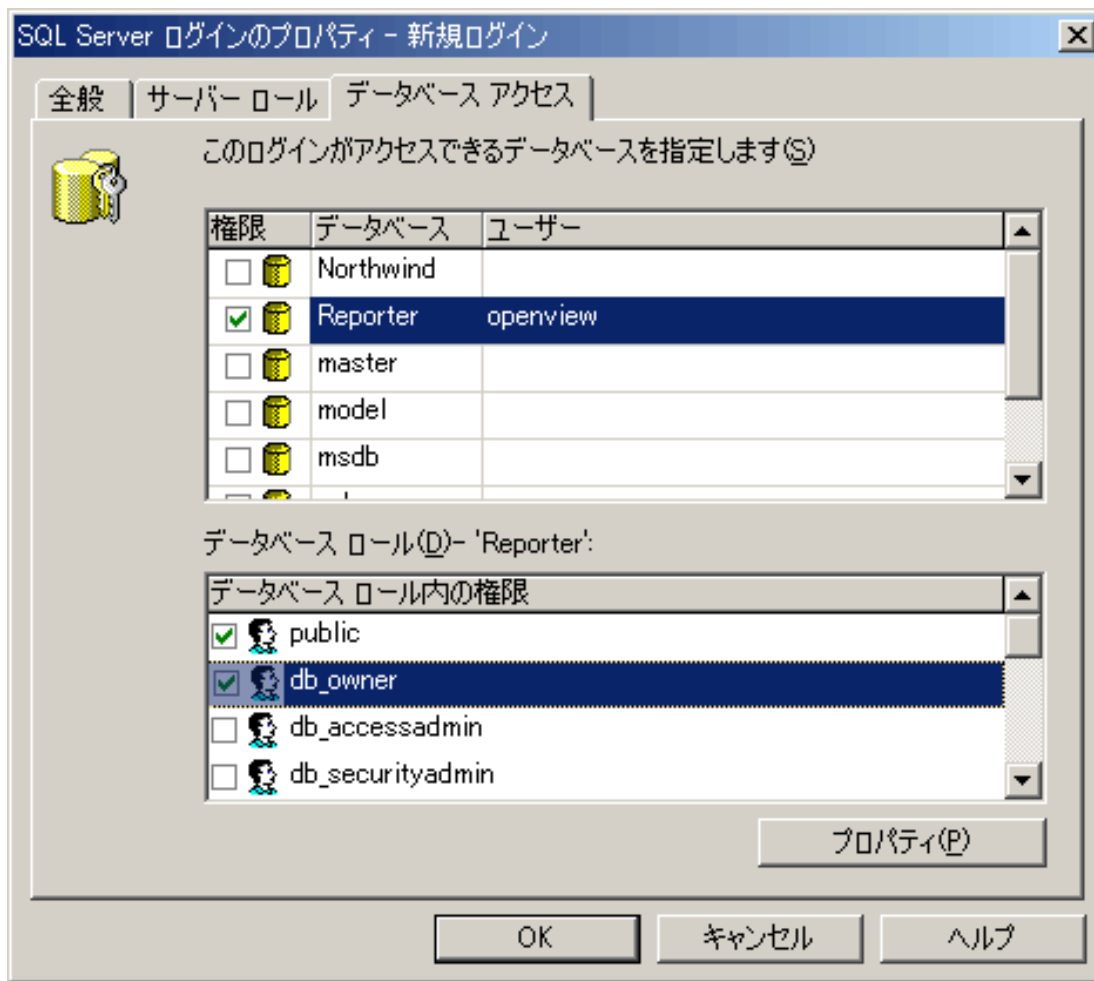 SQL Server ログインのプロパティ - 新規ログイン
全般 サーバー ロール データベース アクセス
このログインがアクセスできるデータベースを指定します(S)
権限 データベース ユーザー
Northwind
Reporter openview
master
model
msdb
データベース ロール(D)- 'Reporter':
データベース ロール内の権限
public
db_owner
db_accessadmin
db_securityadmin
プロパティ(P)
OK キャンセル ヘルプ